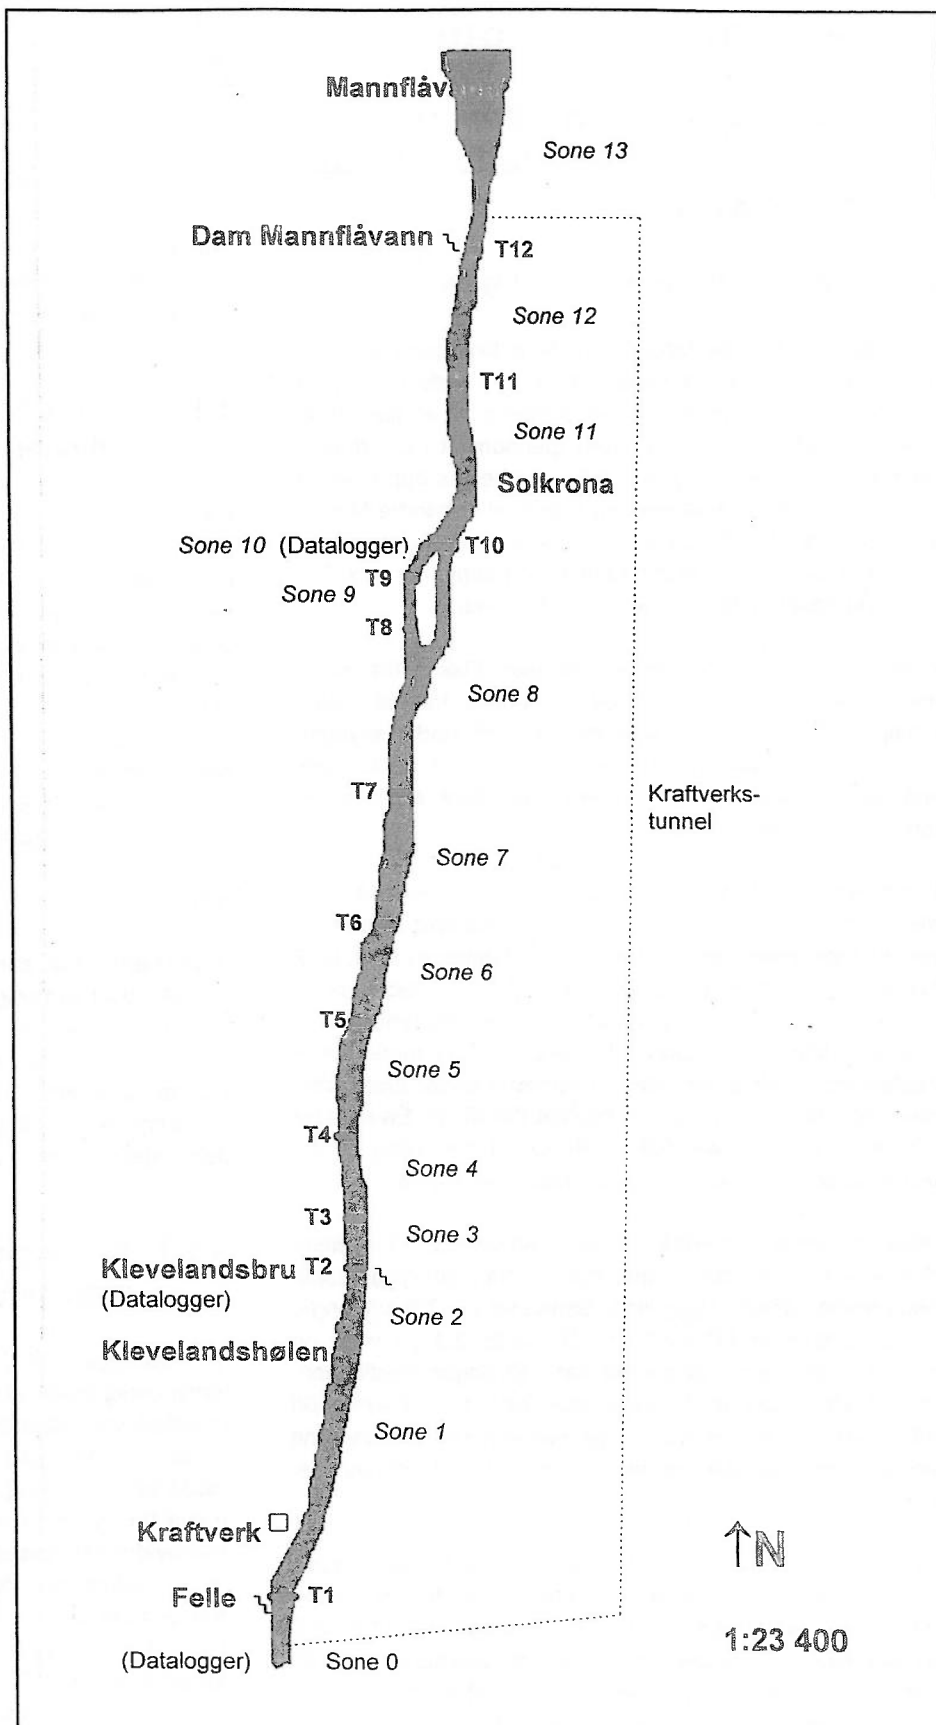 Mannflåva
Sone 13
Dam Mannflåvann
T12
Sone 12
T11
Sone 11
Solkrona
Sone 10 (Datalogger)
T10
T9
Sone 9
T8
Sone 8
T7
Kraftverks-
tunnel
Sone 7
T6
Sone 6
T5
Sone 5
T4
Sone 4
T3
Sone 3
Klevelandsbru
T2
(Datalogger)
Sone 2
Klevelandshølen
Sone 1
Kraftverk
N
Felle
T1
1:23 400
(Datalogger)
Sone 0